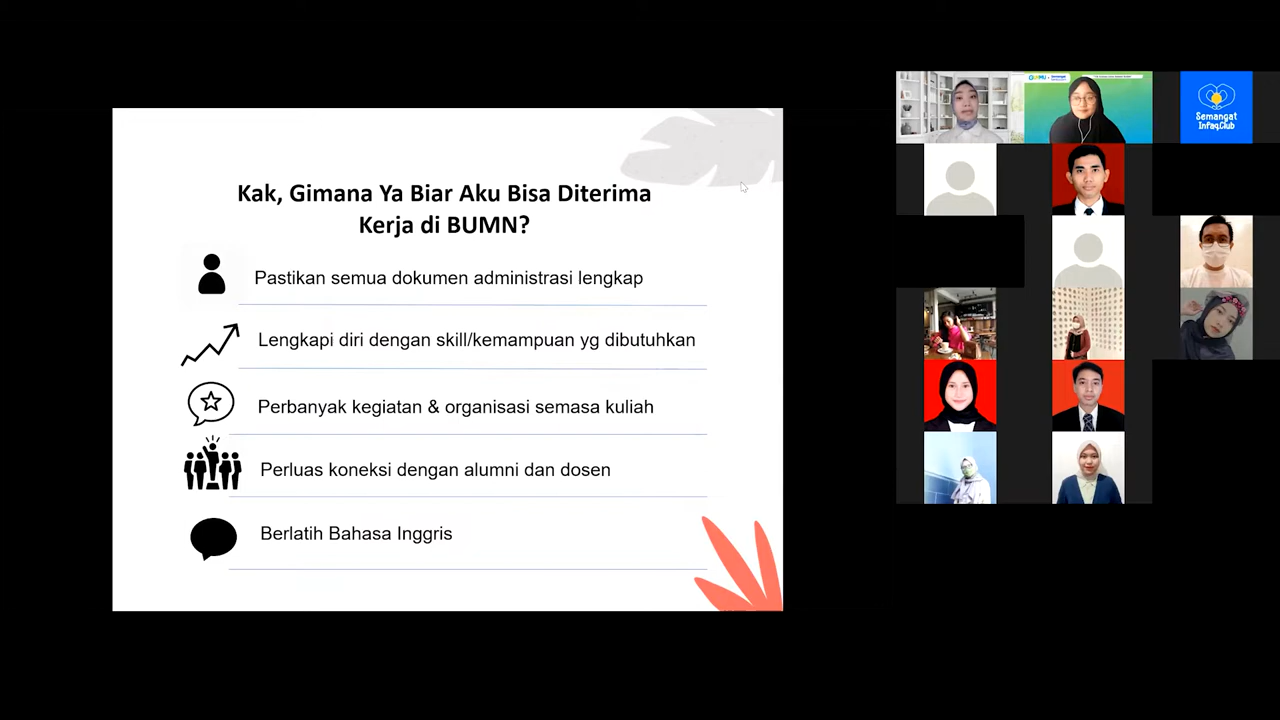 Kak, Gimana Ya Biar Aku Bisa Diterima
Kerja di BUMN?
Pastikan semua dokumen administrasi lengkap
Lengkapi diri dengan skill/kemampuan yg dibutuhkan
Perbanyak kegiatan & organisasi semasa kuliah
Perluas koneksi dengan alumni dan dosen
Berlatih Bahasa Inggris
Semangat
Infaq.Club